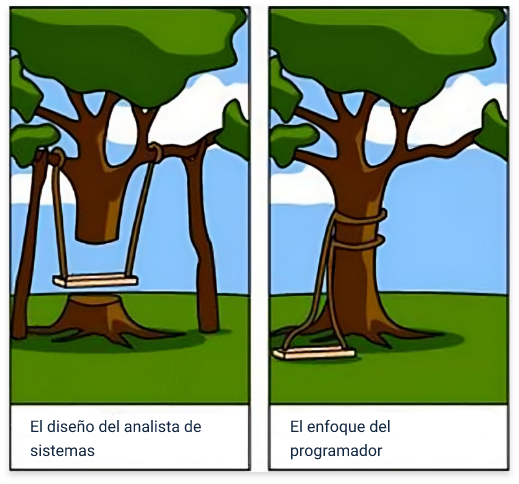 El diseño del analista de
sistemas
El enfoque del
programador